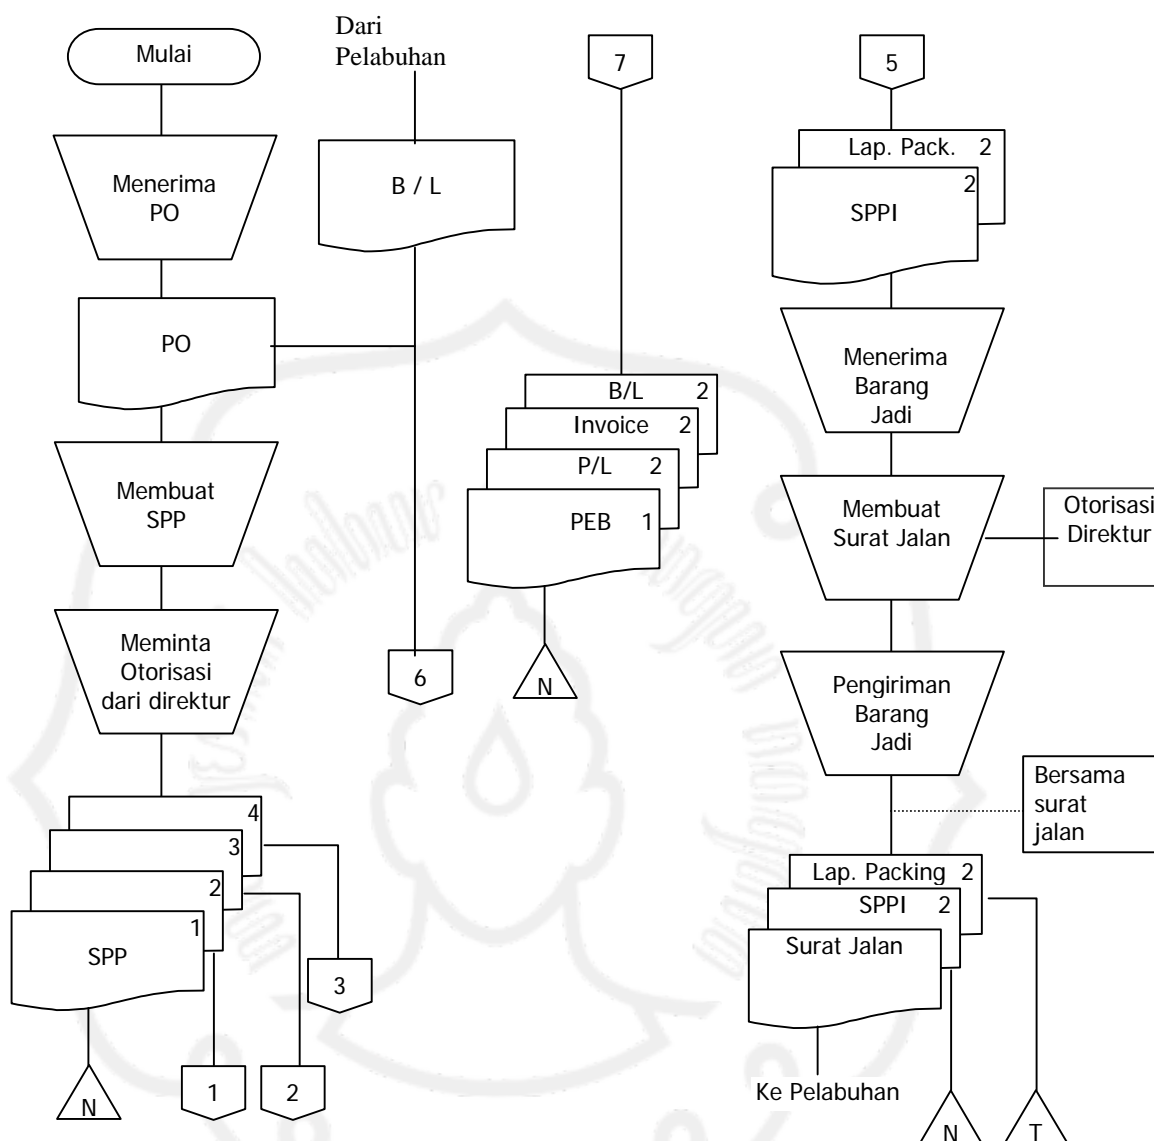 Mulai
Menerima
PO
PO
Membuat
SPP
Meminta
Otorisasi
dari direktur
4
3
2
1
SPP
N
1
2
3
Dari
Pelabuhan
B / L
6
7
B/L 2
Invoice 2
P/L 2
PEB 1
N
5
Lap. Pack. 2
2
SPPI
Menerima
Barang
Jadi
Membuat
Surat Jalan
Otorisasi
Direktur
Pengiriman
Barang
Jadi
Bersama
surat
jalan
Lap. Packing 2
SPPI 2
Surat Jalan
Ke Pelabuhan
N
T